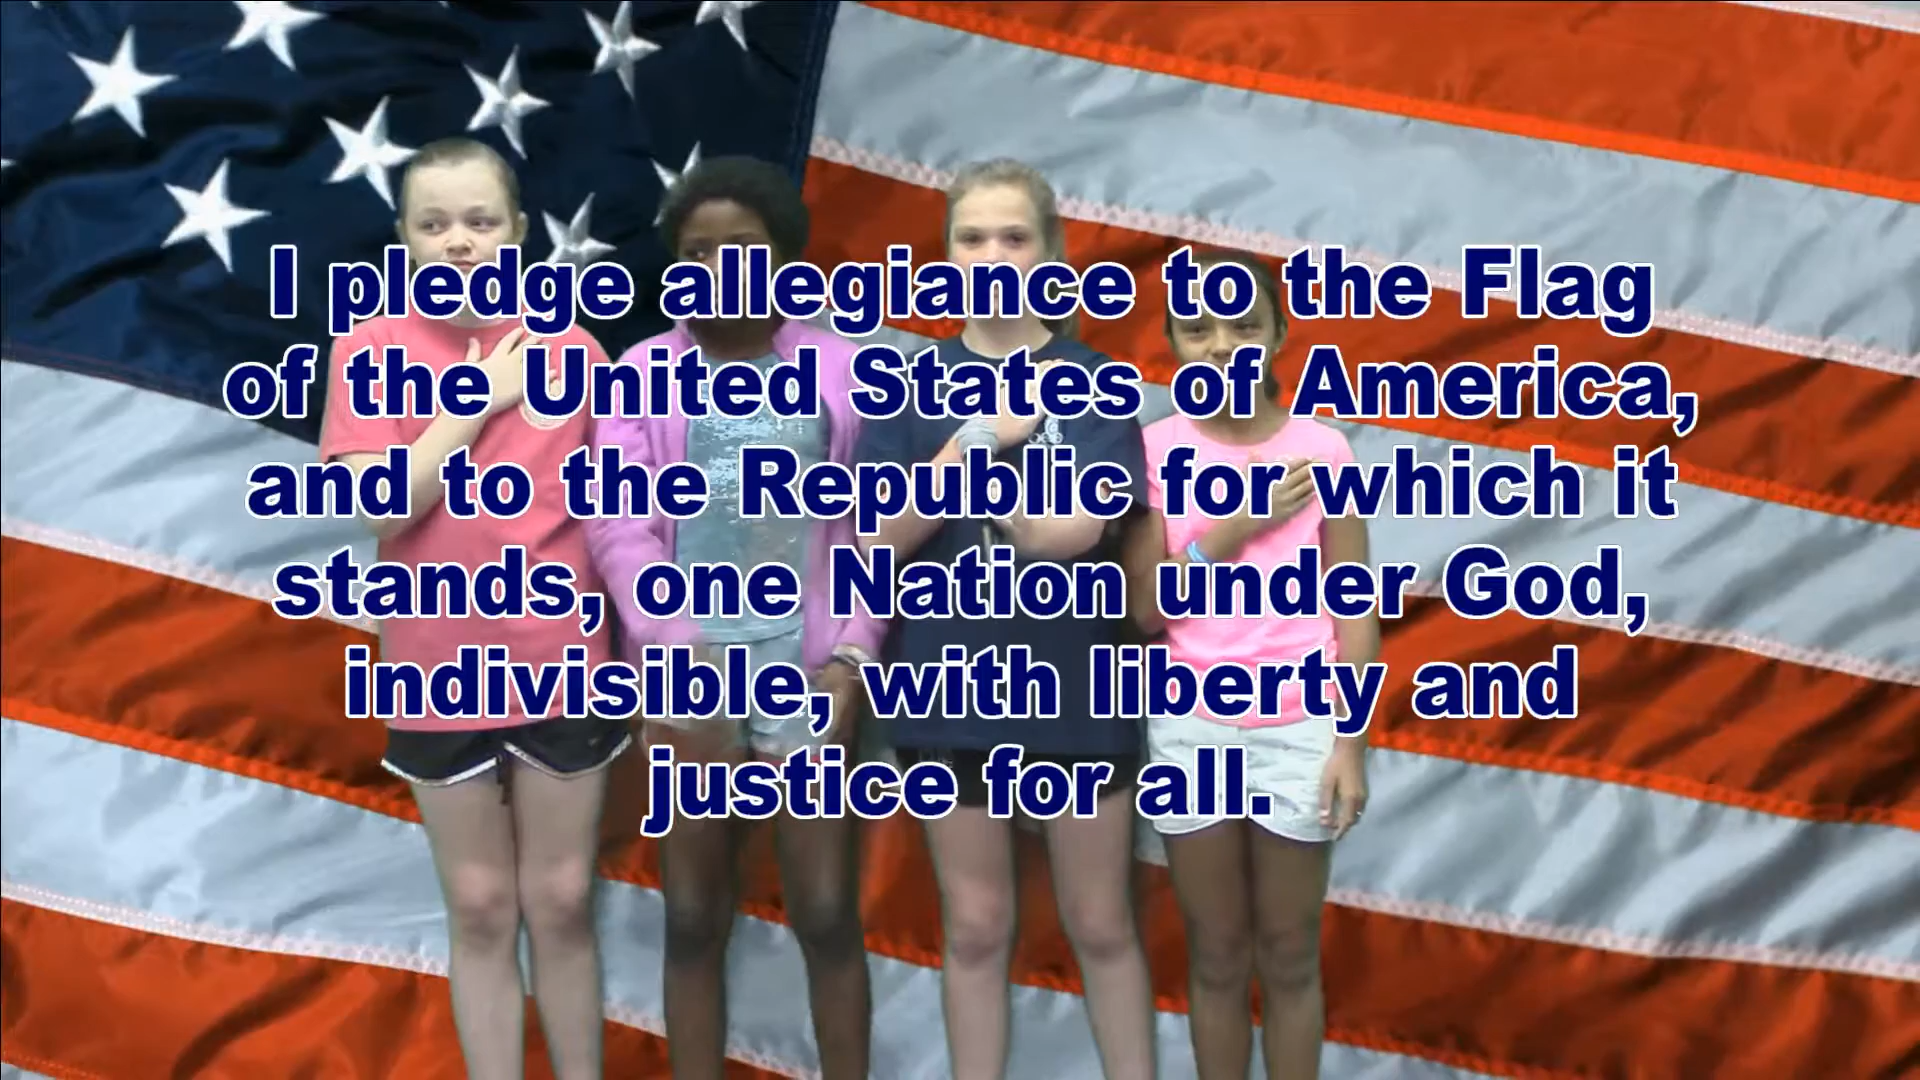 I pledge allegiance to the Flag
of the United States of America,
and to the Republic for which it
stands, one Nation under God,
indivisible, with liberty and
justice for all.